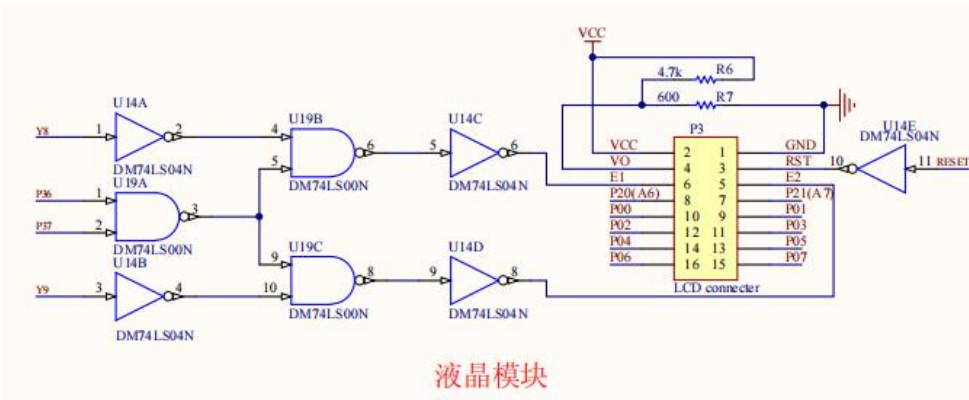 VCC
4.7k R6
600 R7
U14A
Y8 1 2
DM74LS04N
U19B
4
5
6
DM74LS00N
U14C
5 6
DM74LS04N
U19A
P36 1
P37 2
3
DM74LS00N
U14B
Y9 3 4
DM74LS04N
U19C
9
10
8
DM74LS00N
U14D
9 8
DM74LS04N
P3
VCC 2 1 GND
VO 4 3 RST
E1 6 5 E2
P20(A6) 8 7 P21(A7)
P00 10 9 P01
P02 12 11 P03
P04 14 13 P05
P06 16 15 P07
LCD connecter
U14E
DM74LS04N
10 11 RESET
液晶模块